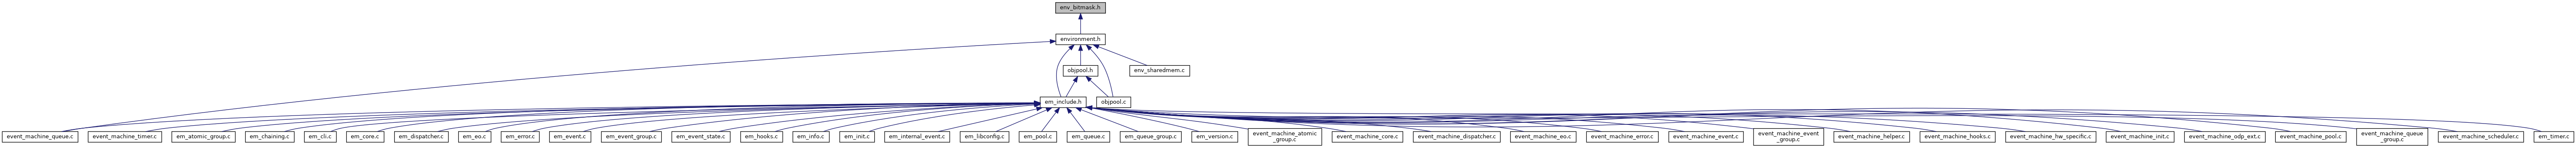 env_bitmask.h
environment.h
objpool.h
env_sharedmem.c
em_include.h
objpool.c
event_machine_queue.c
event_machine_timer.c
em_atomic_group.c
em_chaining.c
em_cli.c
em_core.c
em_dispatcher.c
em_eo.c
em_error.c
em_event.c
em_event_group.c
em_event_state.c
em_hooks.c
em_info.c
em_init.c
em_internal_event.c
em_libconfig.c
em_pool.c
em_queue.c
em_queue_group.c
em_version.c
event_machine_atomic
_group.c
event_machine_core.c
event_machine_dispatcher.c
event_machine_eo.c
event_machine_error.c
event_machine_event.c
event_machine_event
_group.c
event_machine_helper.c
event_machine_hooks.c
event_machine_hw_specific.c
event_machine_init.c
event_machine_odp_ext.c
event_machine_pool.c
event_machine_queue
_group.c
event_machine_scheduler.c
em_timer.c